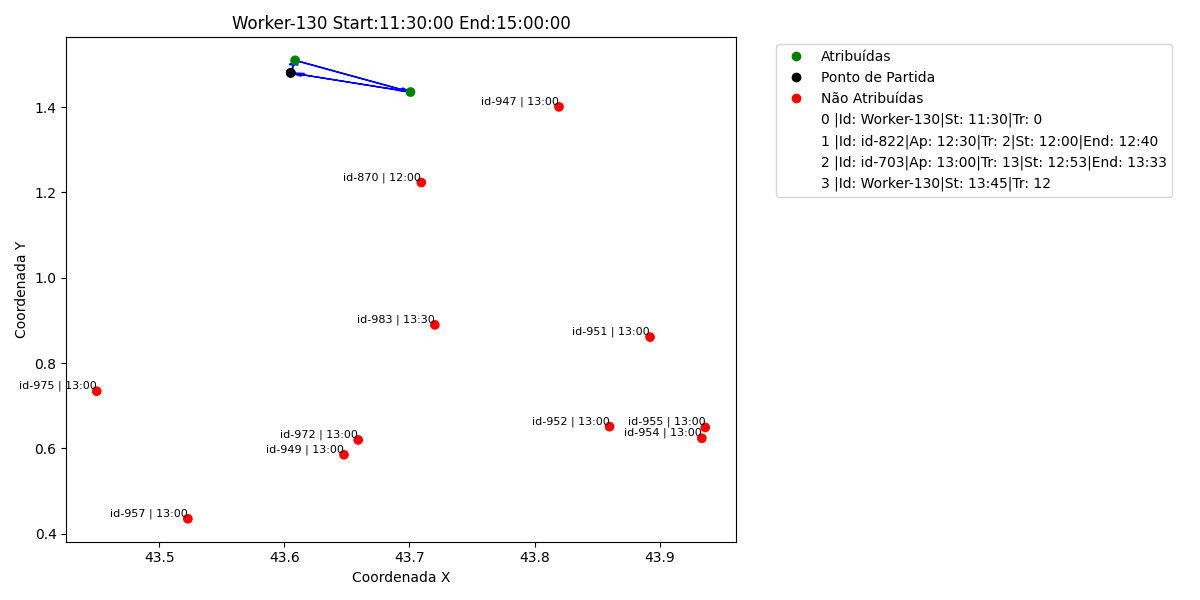 Worker-130 Start:11:30:00 End:15:00:00
Atribuídas
Ponto de Partida
Não Atribuídas
0 |Id: Worker-130|St: 11:30|Tr: 0
1 |Id: id-822|Ap: 12:30|Tr: 2|St: 12:00|End: 12:40
2 |Id: id-703|Ap: 13:00|Tr: 13|St: 12:53|End: 13:33
3 |Id: Worker-130|St: 13:45|Tr: 12
id-947 | 13:00
id-870 | 12:00
id-983 | 13:30
id-951 | 13:00
id-975 | 13:00
id-952 | 13:00
id-955 | 13:00
id-954 | 13:00
id-972 | 13:00
id-949 | 13:00
id-957 | 13:00
Coordenada Y
1.4
1.2
1.0
0.8
0.6
0.4
43.5
43.6
43.7
43.8
43.9
Coordenada X